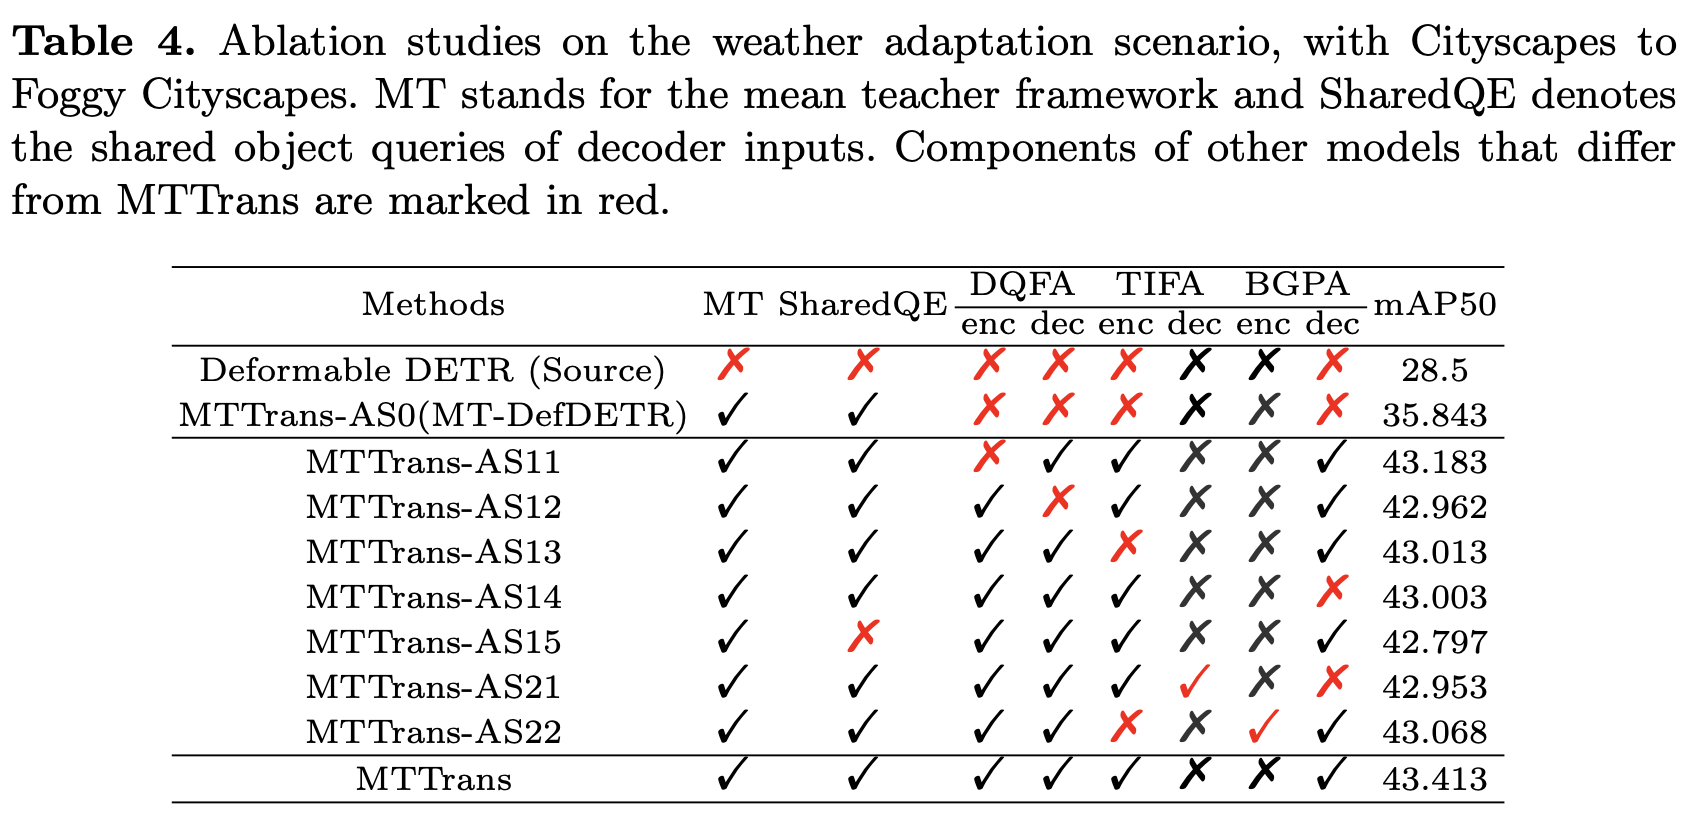 Table 4. Ablation studies on the weather adaptation scenario, with Cityscapes to
Foggy Cityscapes. MT stands for the mean teacher framework and SharedQE denotes
the shared object queries of decoder inputs. Components of other models that differ
from MTTrans are marked in red.
Methods MT SharedQE DQFA TIFA BGPA mAP50
enc dec enc dec enc dec
Deformable DETR (Source) ✗ ✗ ✗ ✗ ✗ ✗ ✗ ✗ 28.5
MTTrans-AS0(MT-DefDETR) ✓ ✓ ✗ ✗ ✗ ✗ ✗ ✗ 35.843
MTTrans-AS11 ✓ ✓ ✗ ✓ ✓ ✗ ✗ ✓ 43.183
MTTrans-AS12 ✓ ✓ ✓ ✗ ✓ ✗ ✗ ✓ 42.962
MTTrans-AS13 ✓ ✓ ✓ ✓ ✗ ✗ ✗ ✓ 43.013
MTTrans-AS14 ✓ ✓ ✓ ✓ ✓ ✗ ✗ ✗ 43.003
MTTrans-AS15 ✓ ✗ ✓ ✓ ✓ ✗ ✗ ✓ 42.797
MTTrans-AS21 ✓ ✓ ✓ ✓ ✓ ✓ ✗ ✗ 42.953
MTTrans-AS22 ✓ ✓ ✓ ✓ ✗ ✗ ✓ ✓ 43.068
MTTrans ✓ ✓ ✓ ✓ ✓ ✗ ✗ ✓ 43.413